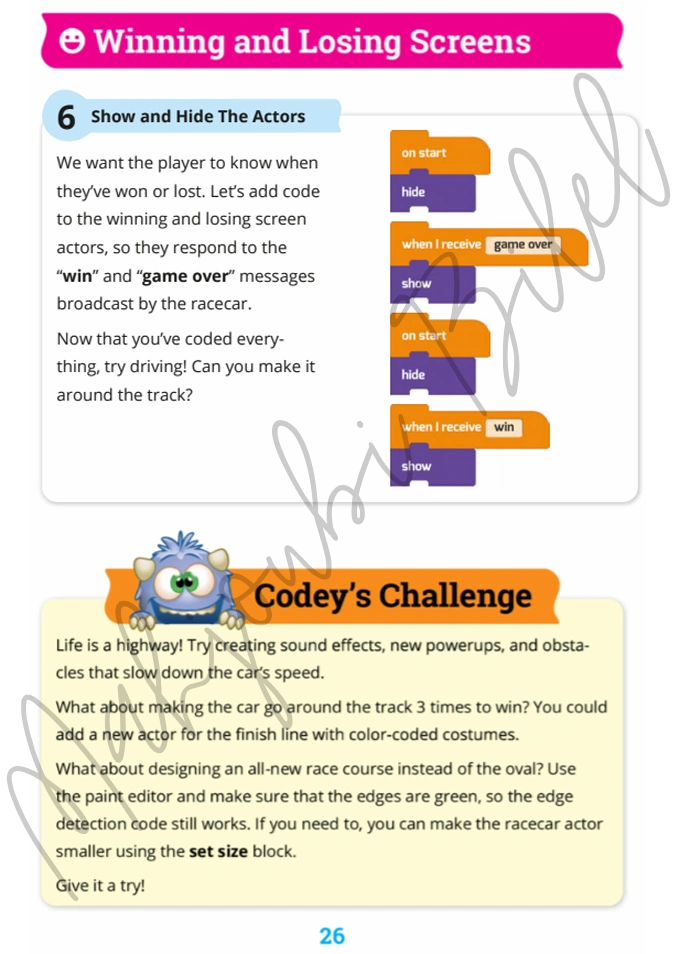 Winning and Losing Screens
6 Show and Hide The Actors
We want the player to know when
they've won or lost. Let's add code
to the winning and losing screen
actors, so they respond to the
“win” and “game over” messages
broadcast by the racecar.
Now that you've coded every-
thing, try driving! Can you make it
around the track?
on start
hide
when I receive game over
show
on start
hide
when I receive win
show
Codey's Challenge
Life is a highway! Try creating sound effects, new powerups, and obsta-
cles that slow down the car's speed.
What about making the car go around the track 3 times to win? You could
add a new actor for the finish line with color-coded costumes.
What about designing an all-new race course instead of the oval? Use
the paint editor and make sure that the edges are green, so the edge
detection code still works. If you need to, you can make the racecar actor
smaller using the set size block.
Give it a try!
26
Mahjoubi Bilel